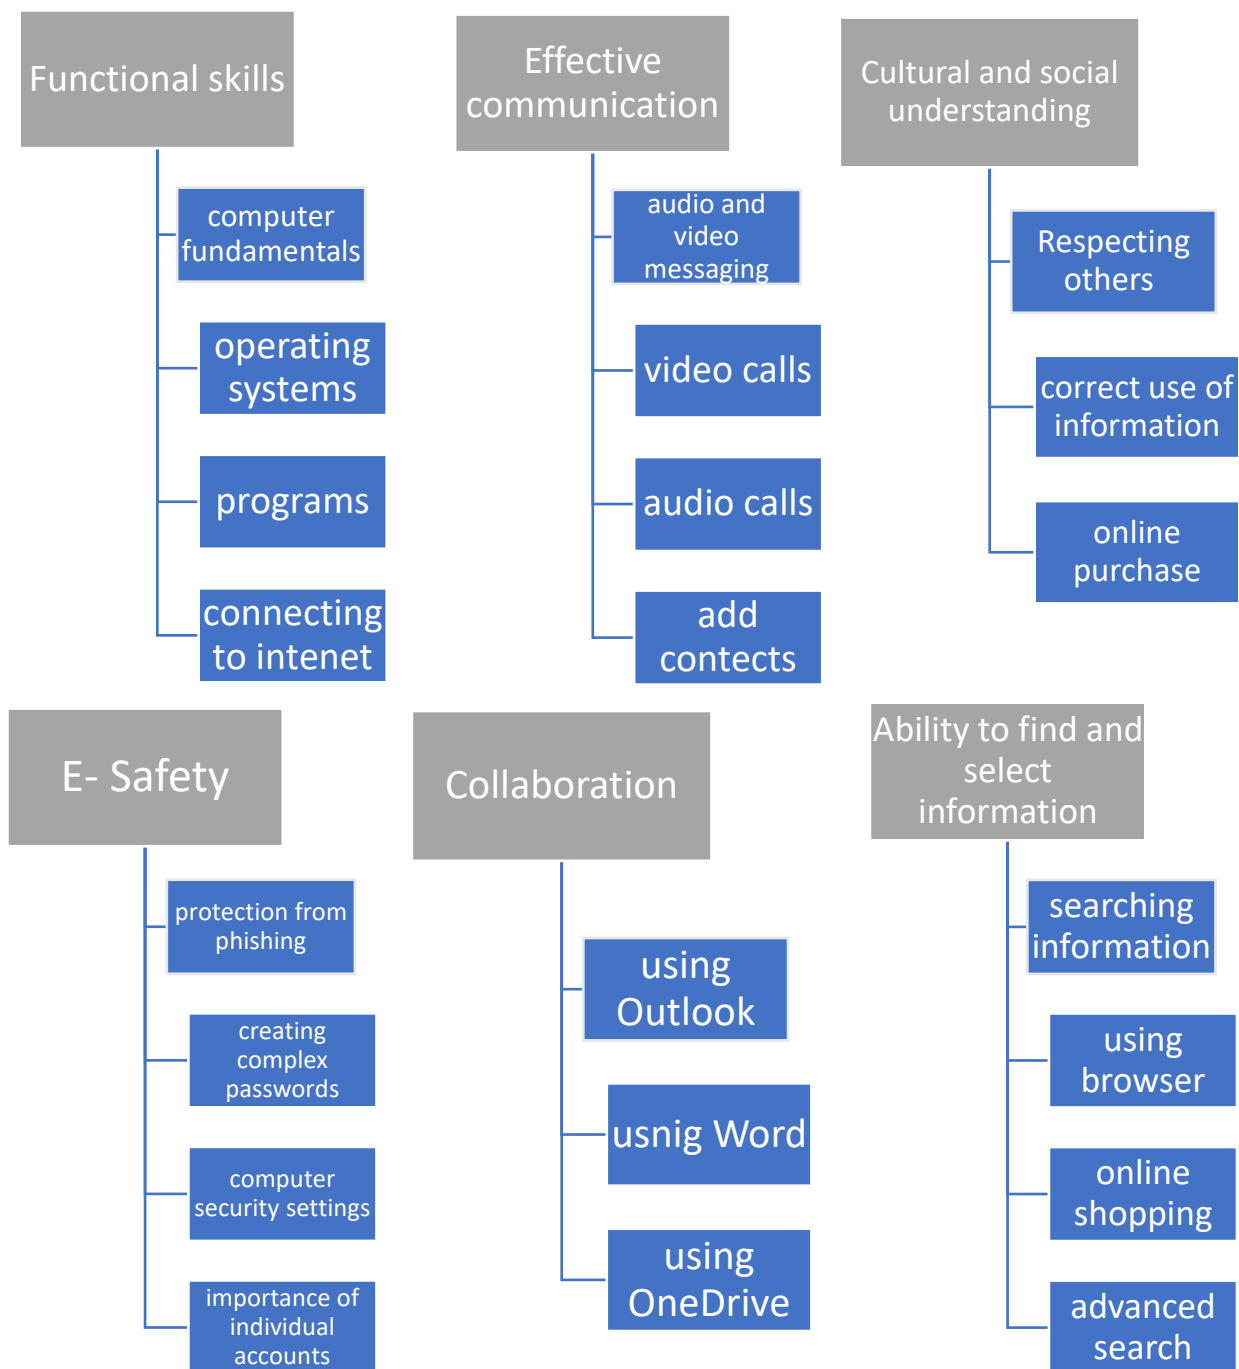 Functional skills
computer
fundamentals
operating
systems
programs
connecting
to intenet
Effective
communication
audio and
video
messaging
video calls
audio calls
add
contects
Cultural and social
understanding
Respecting
others
correct use of
information
online
purchase
E- Safety
protection from
phishing
creating
complex
passwords
computer
security settings
importance of
individual
accounts
Collaboration
using
Outlook
usnig Word
using
OneDrive
Ability to find and
select
information
searching
information
using
browser
online
shopping
advanced
search